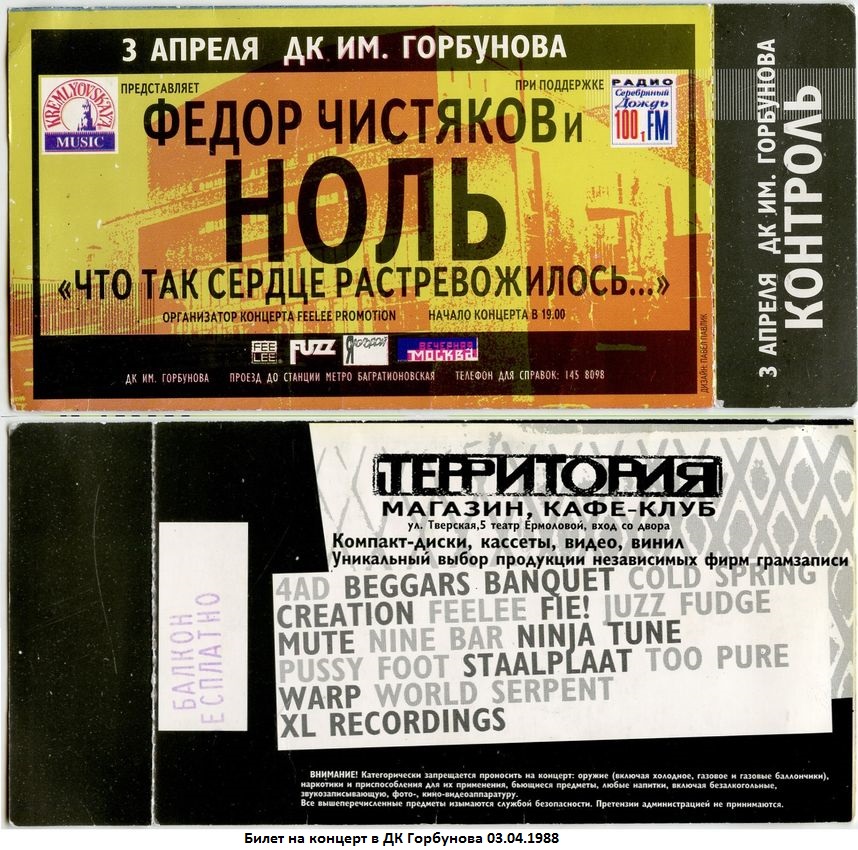 3 АПРЕЛЯ ДК ИМ. ГОРБУНОВА
KREMLYOVSKAYA
MUSIC
ПРЕДСТАВЛЯЕТ
ПРИ ПОДДЕРЖКЕ
РАДИО
Серебряный
Дождь
100,1 FM
ФЕДОР ЧИСТЯКОВ и
НОЛЬ
«ЧТО ТАК СЕРДЦЕ РАСТРЕВОЖИЛОСЬ...»
ОРГАНИЗАТОР КОНЦЕРТА FEELEE PROMOTION НАЧАЛО КОНЦЕРТА В 19.00
FEE
LEE
FUZZ
ВЕЧЕРНЯЯ
МОСКВА
ДК ИМ. ГОРБУНОВА ПРОЕЗД ДО СТАНЦИИ МЕТРО БАГРАТИОНОВСКАЯ ТЕЛЕФОН ДЛЯ СПРАВОК: 145 8098
ДИЗАЙН: ПАВЕЛ ПАВЛИК
3 АПРЕЛЯ ДК ИМ. ГОРБУНОВА
КОНТРОЛЬ
ТЕРРИТОРИЯ
МАГАЗИН, КАФЕ-КЛУБ
ул. Тверская,5 театр Ермоловой, вход со двора
Компакт-диски, кассеты, видео, винил
Уникальный выбор продукции независимых фирм грамзаписи
4AD BEGGARS BANQUET COLD SPRING
CREATION FEELEE FIE! JUZZ FUDGE
MUTE NINE BAR NINJA TUNE
PUSSY FOOT STAALPLAAT TOO PURE
WARP WORLD SERPENT
XL RECORDINGS
БАЛКОН
ЕСПЛАТНО
ВНИМАНИЕ! Категорически запрещается проносить на концерт: оружие (включая холодное, газовое и газовые баллончики),
наркотики и приспособления для их применения, бьющиеся предметы, любые напитки, включая безалкогольные,
звукозаписывающую, фото-, кино-видеоаппаратуру.
Все вышеперечисленные предметы изымаются службой безопасности. Претензии администрацией не принимаются.
Билет на концерт в ДК Горбунова 03.04.1988